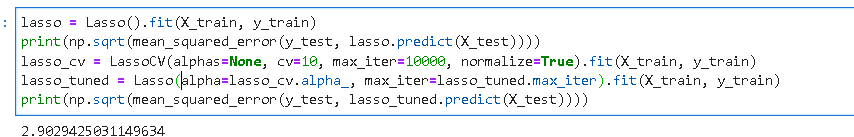 :
lasso = Lasso().fit(X_train, y_train)
print(np.sqrt(mean_squared_error(y_test, lasso.predict(X_test))))
lasso_cv = LassoCV(alphas=None, cv=10, max_iter=10000, normalize=True).fit(X_train, y_train)
lasso_tuned = Lasso(alpha=lasso_cv.alpha_, max_iter=lasso_tuned.max_iter).fit(X_train, y_train)
print(np.sqrt(mean_squared_error(y_test, lasso_tuned.predict(X_test))))
2.9029425031149634